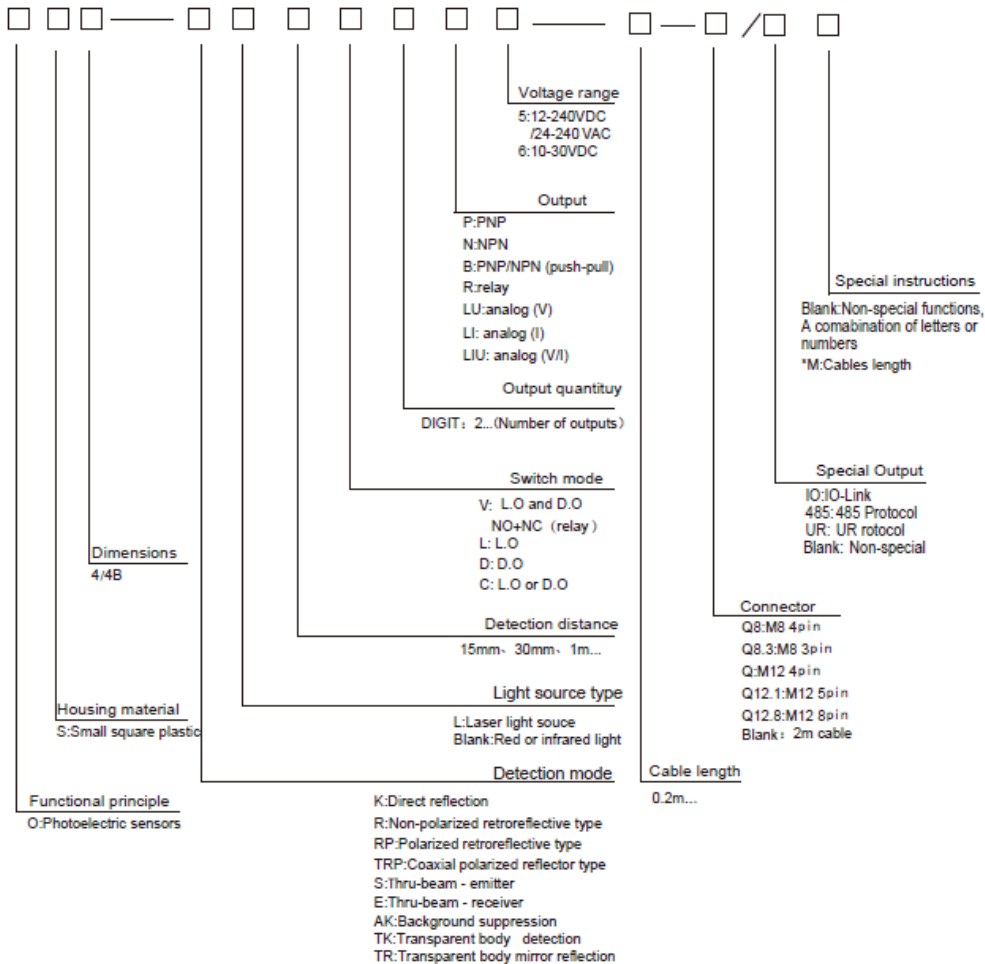 Voltage range
5:12-240VDC
/24-240 VAC
6:10-30VDC
Output
P:PNP
N:NPN
B:PNP/NPN (push-pull)
R:relay
LU:analog (V)
LI: analog (I)
LIU: analog (V/I)
Output quantituy
DIGIT：2...(Number of outputs)
Switch mode
V: L.O and D.O
NO+NC（relay）
L: L.O
D: D.O
C: L.O or D.O
Detection distance
15mm、30mm、1m...
Light source type
L:Laser light souce
Blank:Red or infrared light
Detection mode
K:Direct reflection
R:Non-polarized retroreflective type
RP:Polarized retroreflective type
TRP:Coaxial polarized reflector type
S:Thru-beam - emitter
E:Thru-beam - receiver
AK:Background suppression
TK:Transparent body detection
TR:Transparent body mirror reflection
Dimensions
4/4B
Housing material
S:Small square plastic
Functional principle
O:Photoelectric sensors
Special instructions
Blank:Non-special functions,
A comabination of letters or
numbers
*M:Cables length
Special Output
IO:IO-Link
485:485 Protocol
UR: UR rotocol
Blank: Non-special
Connector
Q8:M8 4pin
Q8.3:M8 3pin
Q:M12 4pin
Q12.1:M12 5pin
Q12.8:M12 8pin
Blank：2m cable
Cable length
0.2m...